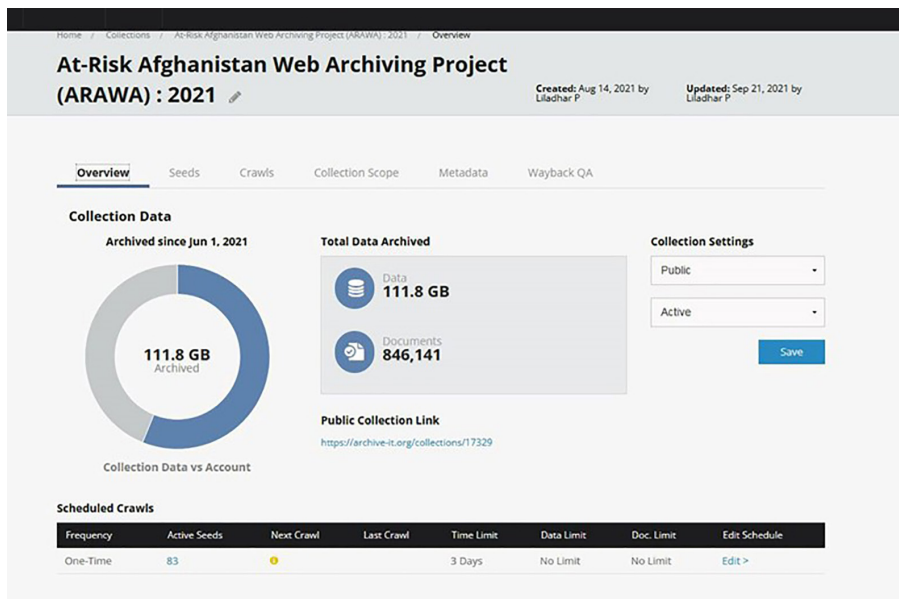 Home / Collections / At-Risk Afghanistan Web Archiving Project (ARAWA) : 2021 / Overview
At-Risk Afghanistan Web Archiving Project
(ARAWA) : 2021
Created: Aug 14, 2021 by
Liladhar P
Updated: Sep 21, 2021 by
Liladhar P
Overview Seeds Crawls Collection Scope Metadata Wayback QA
Collection Data
Archived since Jun 1, 2021
111.8 GB
Archived
Collection Data vs Account
Total Data Archived
Data
111.8 GB
Documents
846,141
Public Collection Link
https://archive-it.org/collections/17329
Collection Settings
Public
Active
Save
Scheduled Crawls
Frequency Active Seeds Next Crawl Last Crawl Time Limit Data Limit Doc. Limit Edit Schedule
One-Time 83 3 Days No Limit No Limit Edit >